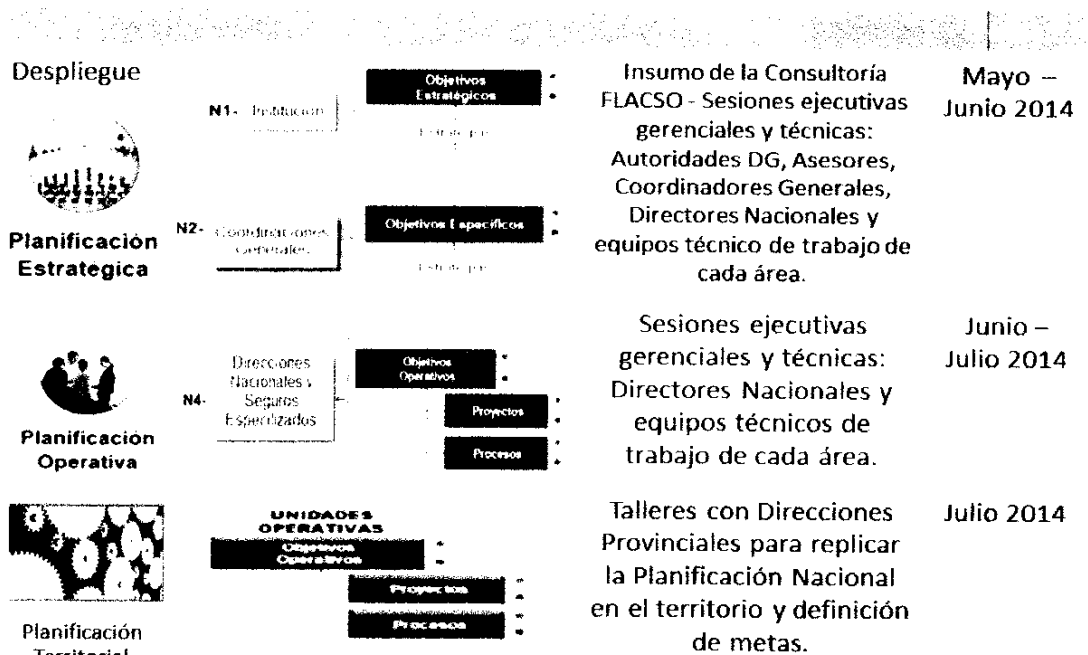 Despliegue
Planificación
Estratégica
N1- Institución
Objetivos
Estratégicos
N2- Coordinaciones
Generales
Objetivos Específicos
Insumo de la Consultoría
FLACSO - Sesiones ejecutivas
gerenciales y técnicas:
Autoridades DG, Asesores,
Coordinadores Generales,
Directores Nacionales y
equipos técnico de trabajo de
cada área.
Mayo –
Junio 2014
Planificación
Operativa
N4-
Direcciones
Nacionales y
Seguros
Objetivos
Operativos
Proyectos
Procesos
Sesiones ejecutivas
gerenciales y técnicas:
Directores Nacionales y
equipos técnicos de
trabajo de cada área.
Junio –
Julio 2014
Planificación
Territorial
UNIDADES
OPERATIVAS
Objetivos
Operativos
Proyectos
Procesos
Talleres con Direcciones
Provinciales para replicar
la Planificación Nacional
en el territorio y definición
de metas.
Julio 2014